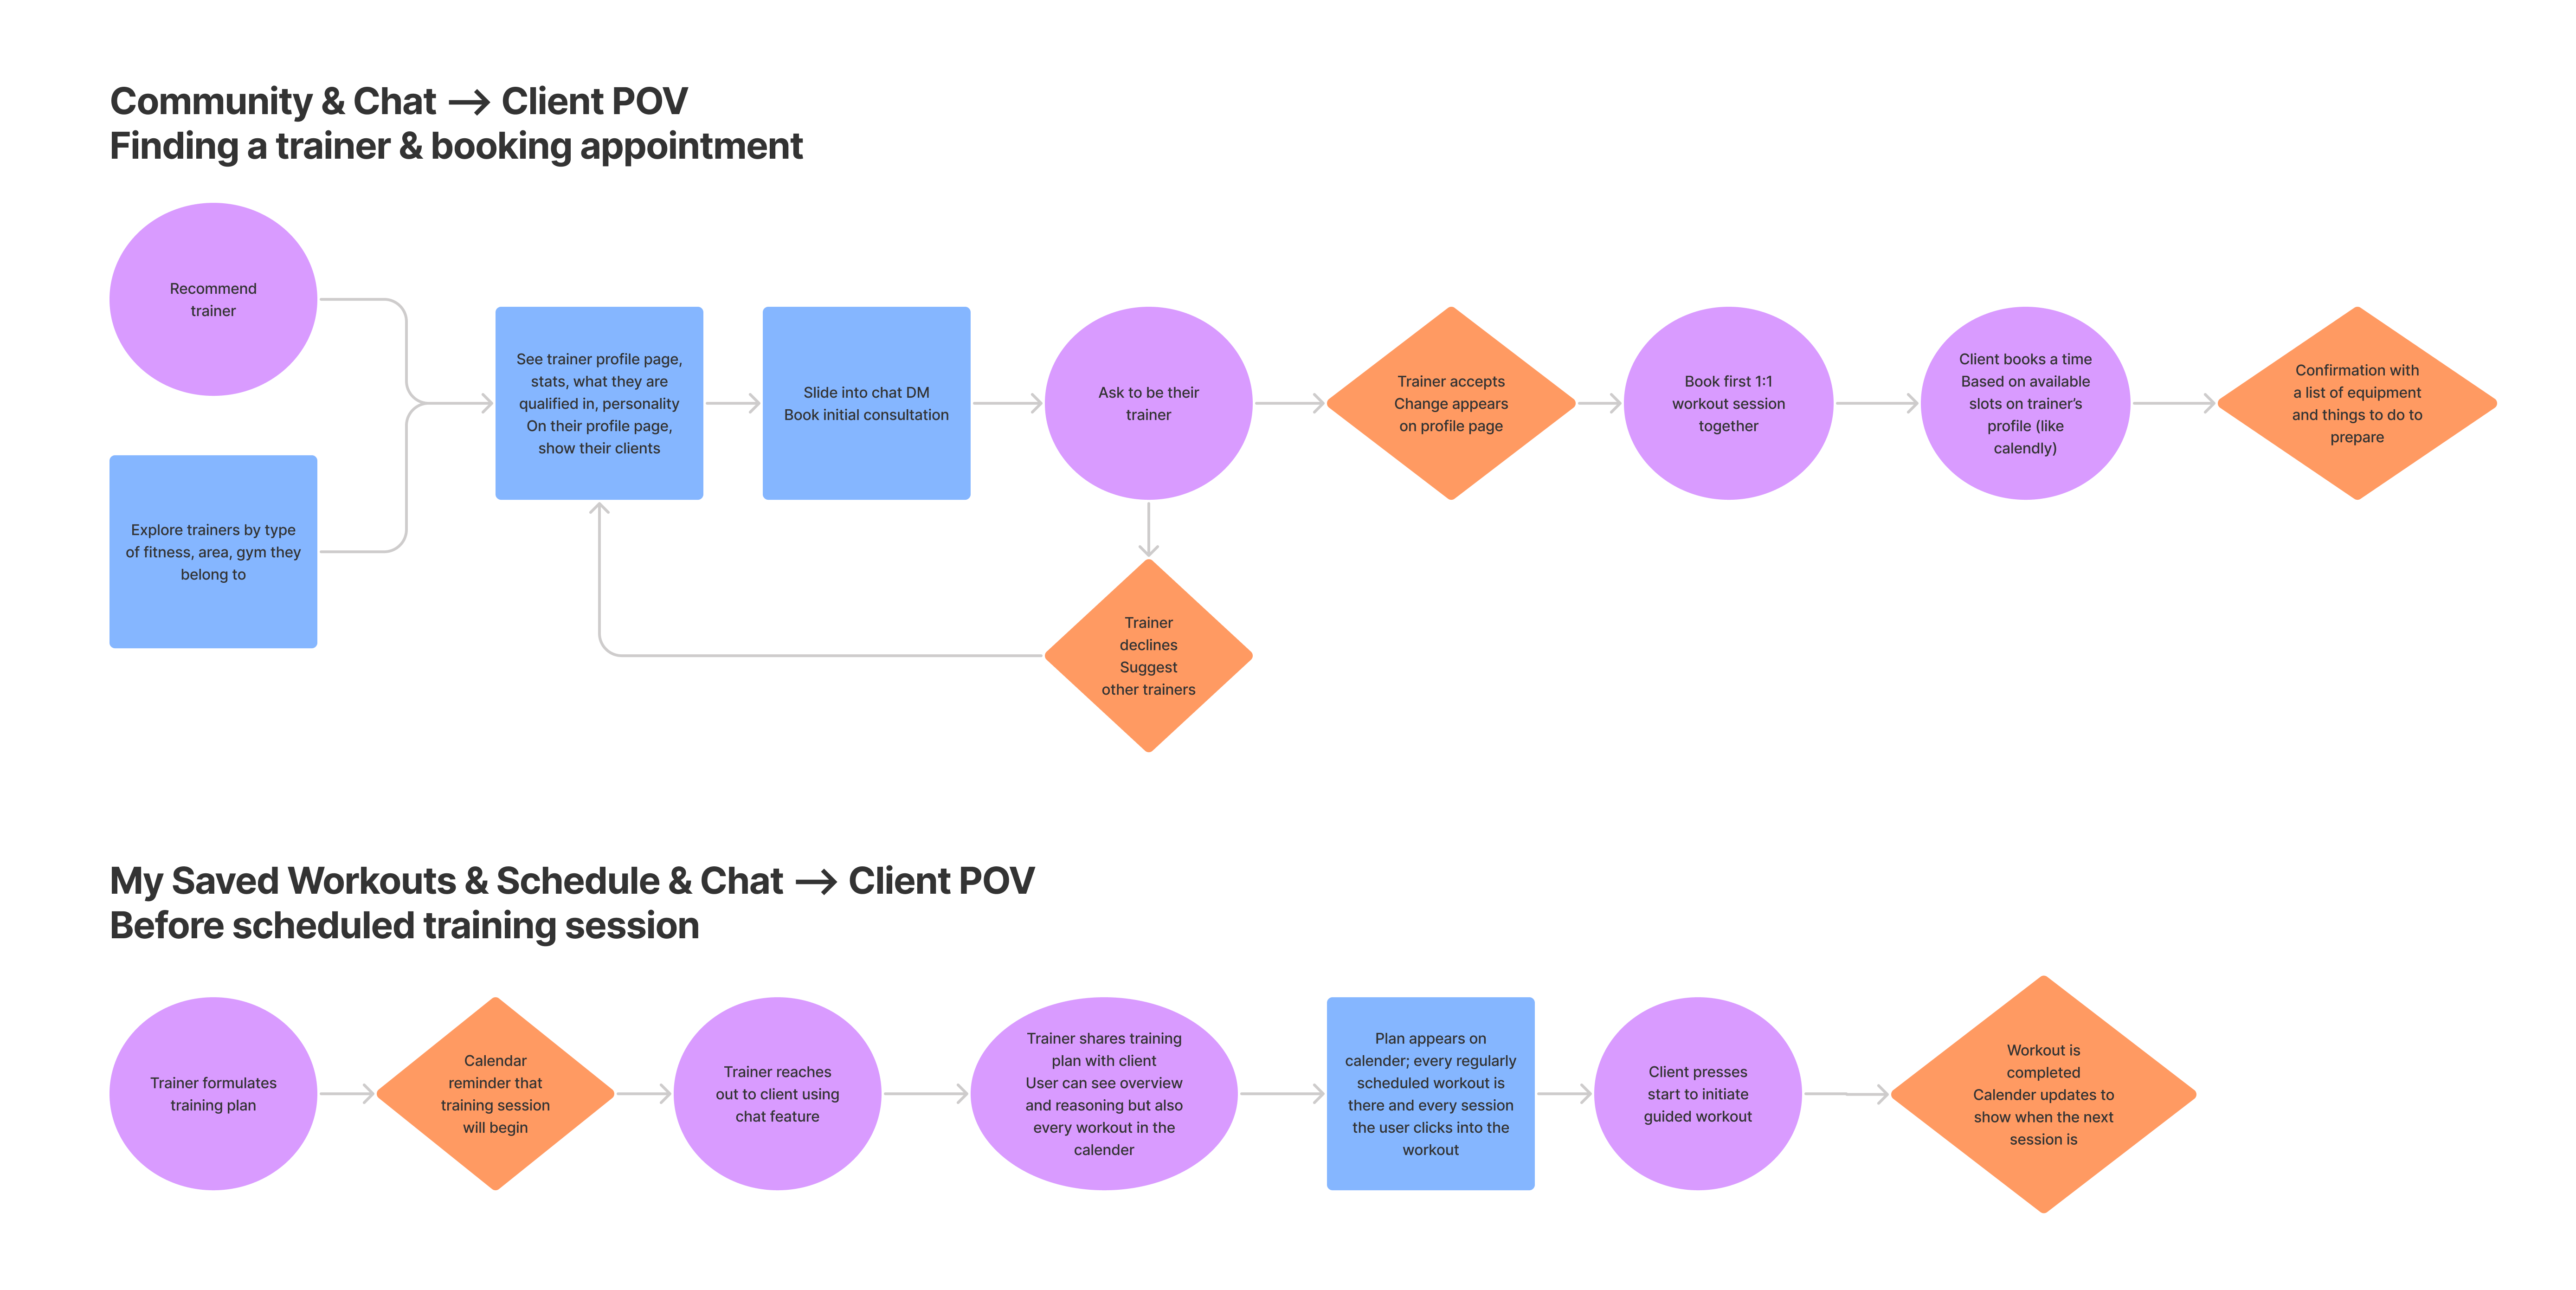 Community & Chat → Client POV
Finding a trainer & booking appointment
Recommend
trainer
Explore trainers by type
of fitness, area, gym they
belong to
See trainer profile page,
stats, what they are
qualified in, personality
On their profile page,
show their clients
Slide into chat DM
Book initial consultation
Ask to be their
trainer
Trainer accepts
Change appears
on profile page
Book first 1:1
workout session
together
Client books a time
Based on available
slots on trainer’s
profile (like
calendly)
Confirmation with
a list of equipment
and things to do to
prepare
Trainer
declines
Suggest
other trainers
My Saved Workouts & Schedule & Chat → Client POV
Before scheduled training session
Trainer formulates
training plan
Calendar
reminder that
training session
will begin
Trainer reaches
out to client using
chat feature
Trainer shares training
plan with client
User can see overview
and reasoning but also
every workout in the
calender
Plan appears on
calender; every regularly
scheduled workout is
there and every session
the user clicks into the
workout
Client presses
start to initiate
guided workout
Workout is
completed
Calender updates to
show when the next
session is